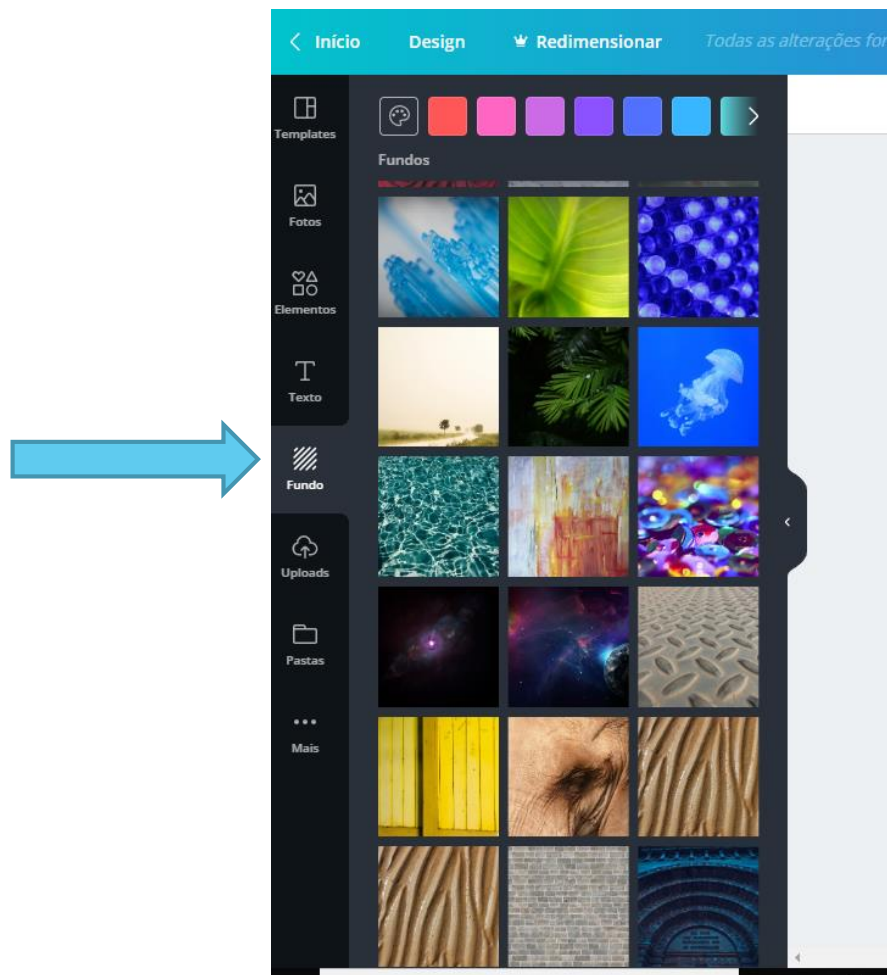 Início Design Redimensionar Todas as alterações for
Templates
Fundos
Fotos
Elementos
Texto
Fundo
Uploads
Pastas
Mais